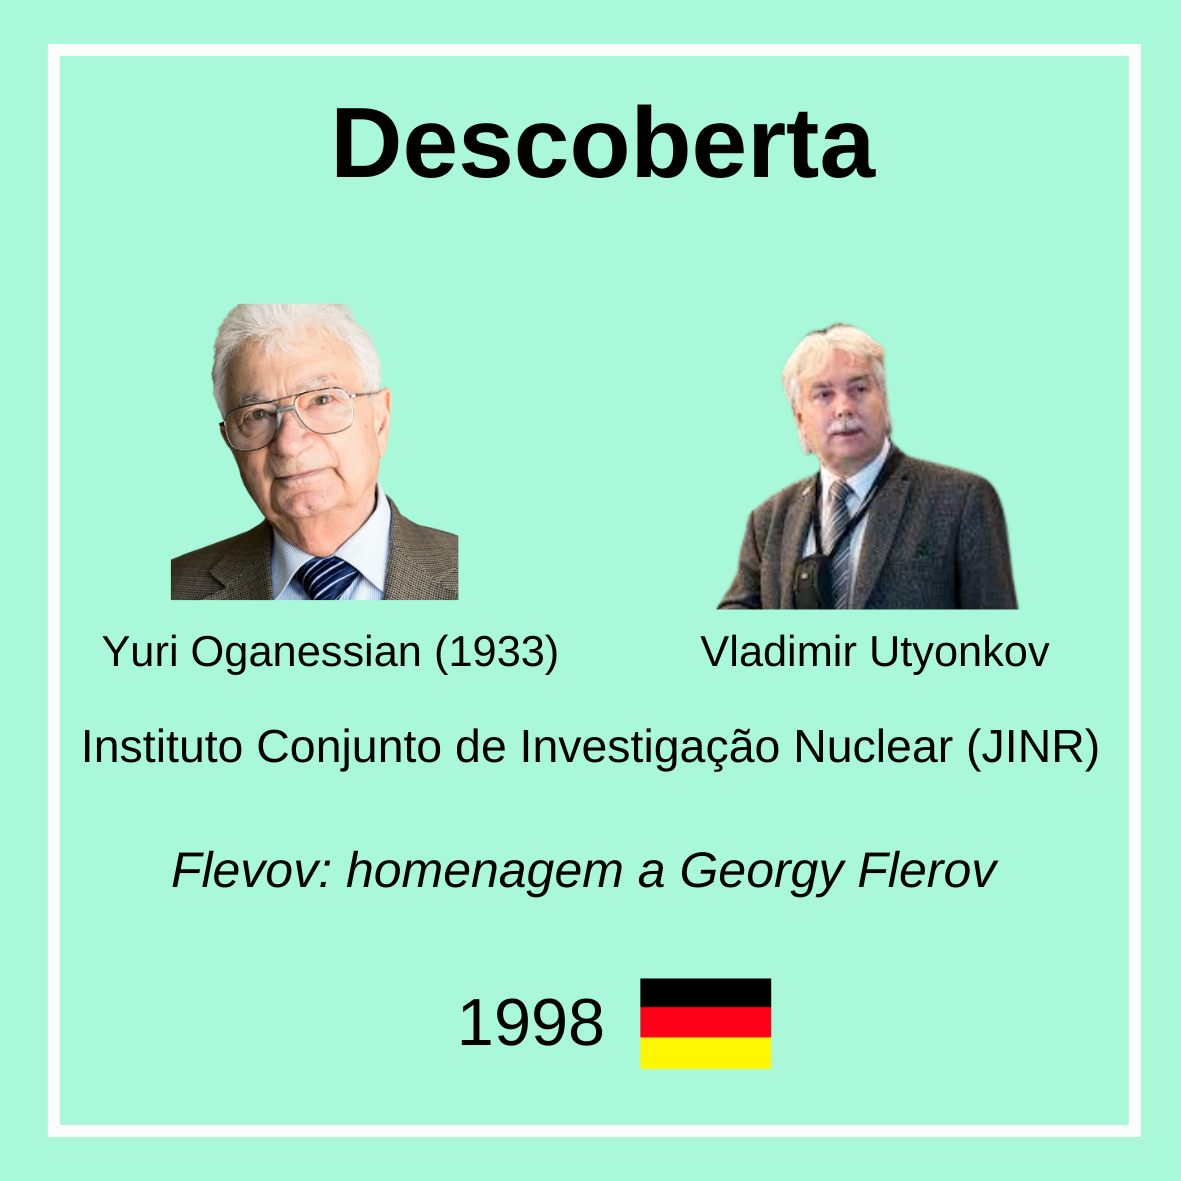 Descoberta
Yuri Oganessian (1933)
Vladimir Utyonkov
Instituto Conjunto de Investigação Nuclear (JINR)
Flevov: homenagem a Georgy Flerov
1998